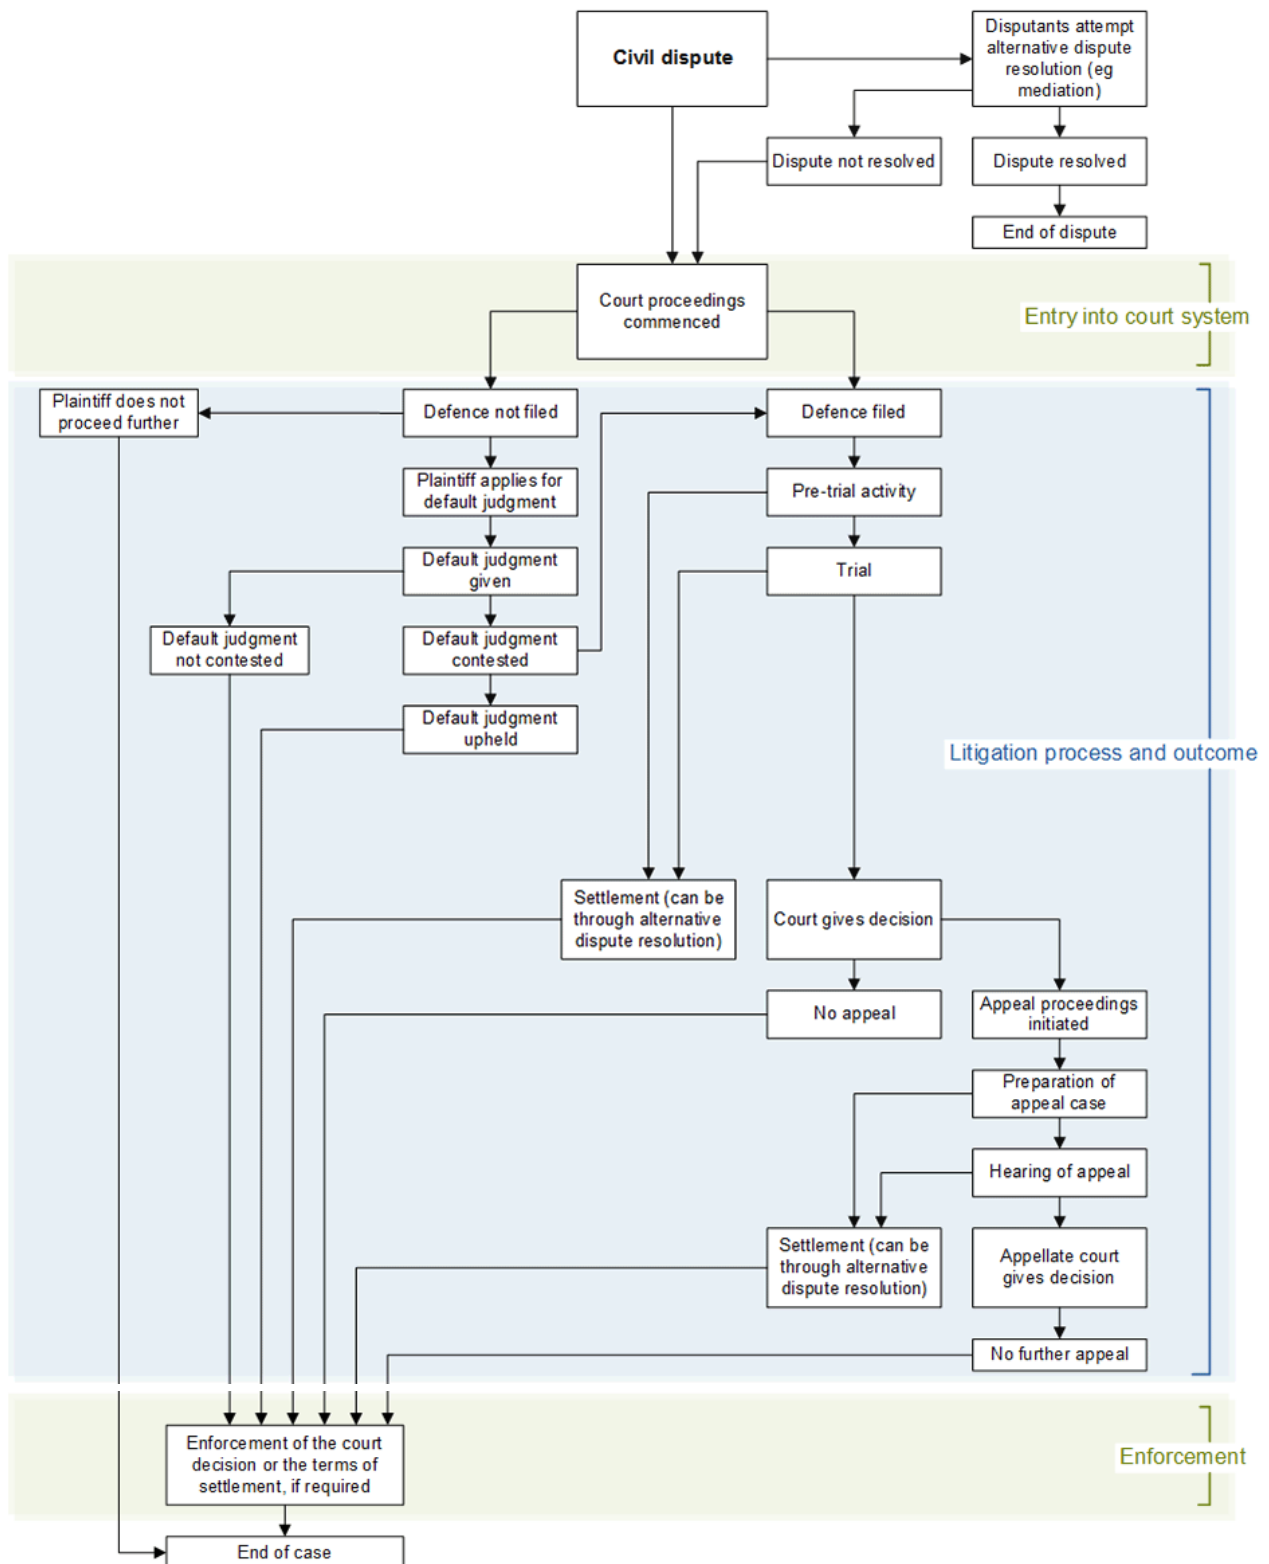 Civil dispute
Disputants attempt
alternative dispute
resolution (eg
mediation)
Dispute not resolved
Dispute resolved
End of dispute
Court proceedings
commenced
Entry into court system
Plaintiff does not
proceed further
Defence not filed
Defence filed
Plaintiff applies for
default judgment
Pre-trial activity
Default judgment
given
Trial
Default judgment
not contested
Default judgment
contested
Default judgment
upheld
Litigation process and outcome
Settlement (can be
through alternative
dispute resolution)
Court gives decision
No appeal
Appeal proceedings
initiated
Preparation of
appeal case
Hearing of appeal
Settlement (can be
through alternative
dispute resolution)
Appellate court
gives decision
No further appeal
Enforcement of the court
decision or the terms of
settlement, if required
Enforcement
End of case